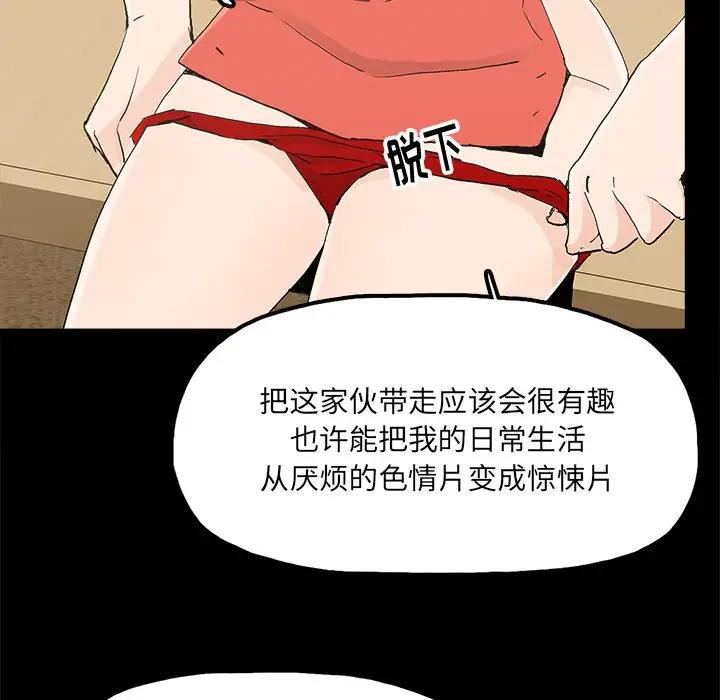 脱下
把这家伙带走应该会很有趣
也许能把我的日常生活
从厌烦的色情片变成惊悚片